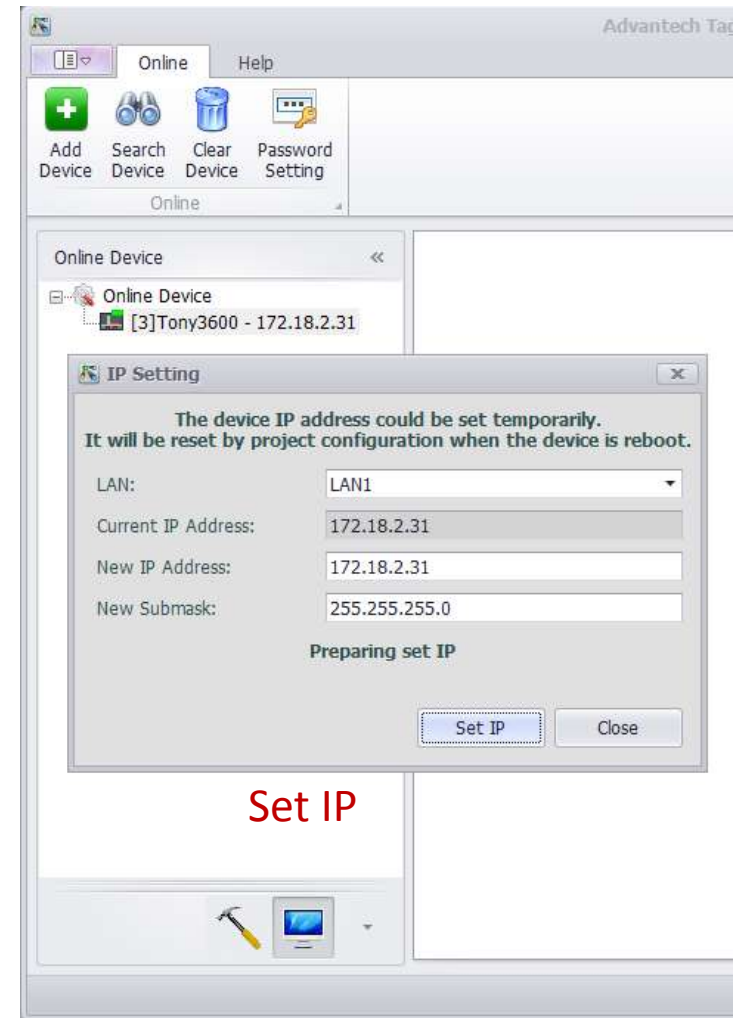 Advantech Tag
Online Help
Add Device
Search Device
Clear Device
Password Setting
Online
Online Device «
Online Device
[3]Tony3600 - 172.18.2.31
IP Setting
The device IP address could be set temporarily.
It will be reset by project configuration when the device is reboot.
LAN: LAN1
Current IP Address: 172.18.2.31
New IP Address: 172.18.2.31
New Submask: 255.255.255.0
Preparing set IP
Set IP Close
Set IP